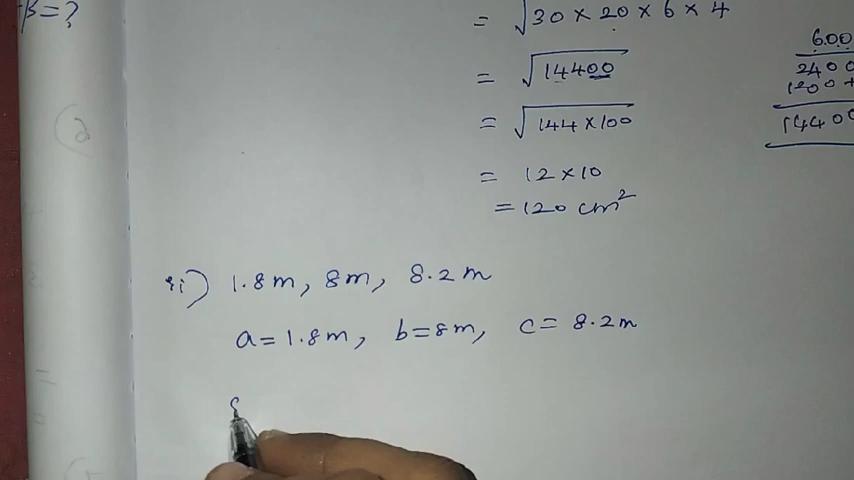 β=?
= √30 × 20 × 6 × 4
= √14400
= √144×100
= 12×10
= 120 cm²
600
2400
1200+
14400
ii) 1.8m, 8m, 8.2m
a=1.8m, b=8m, c= 8.2m
s